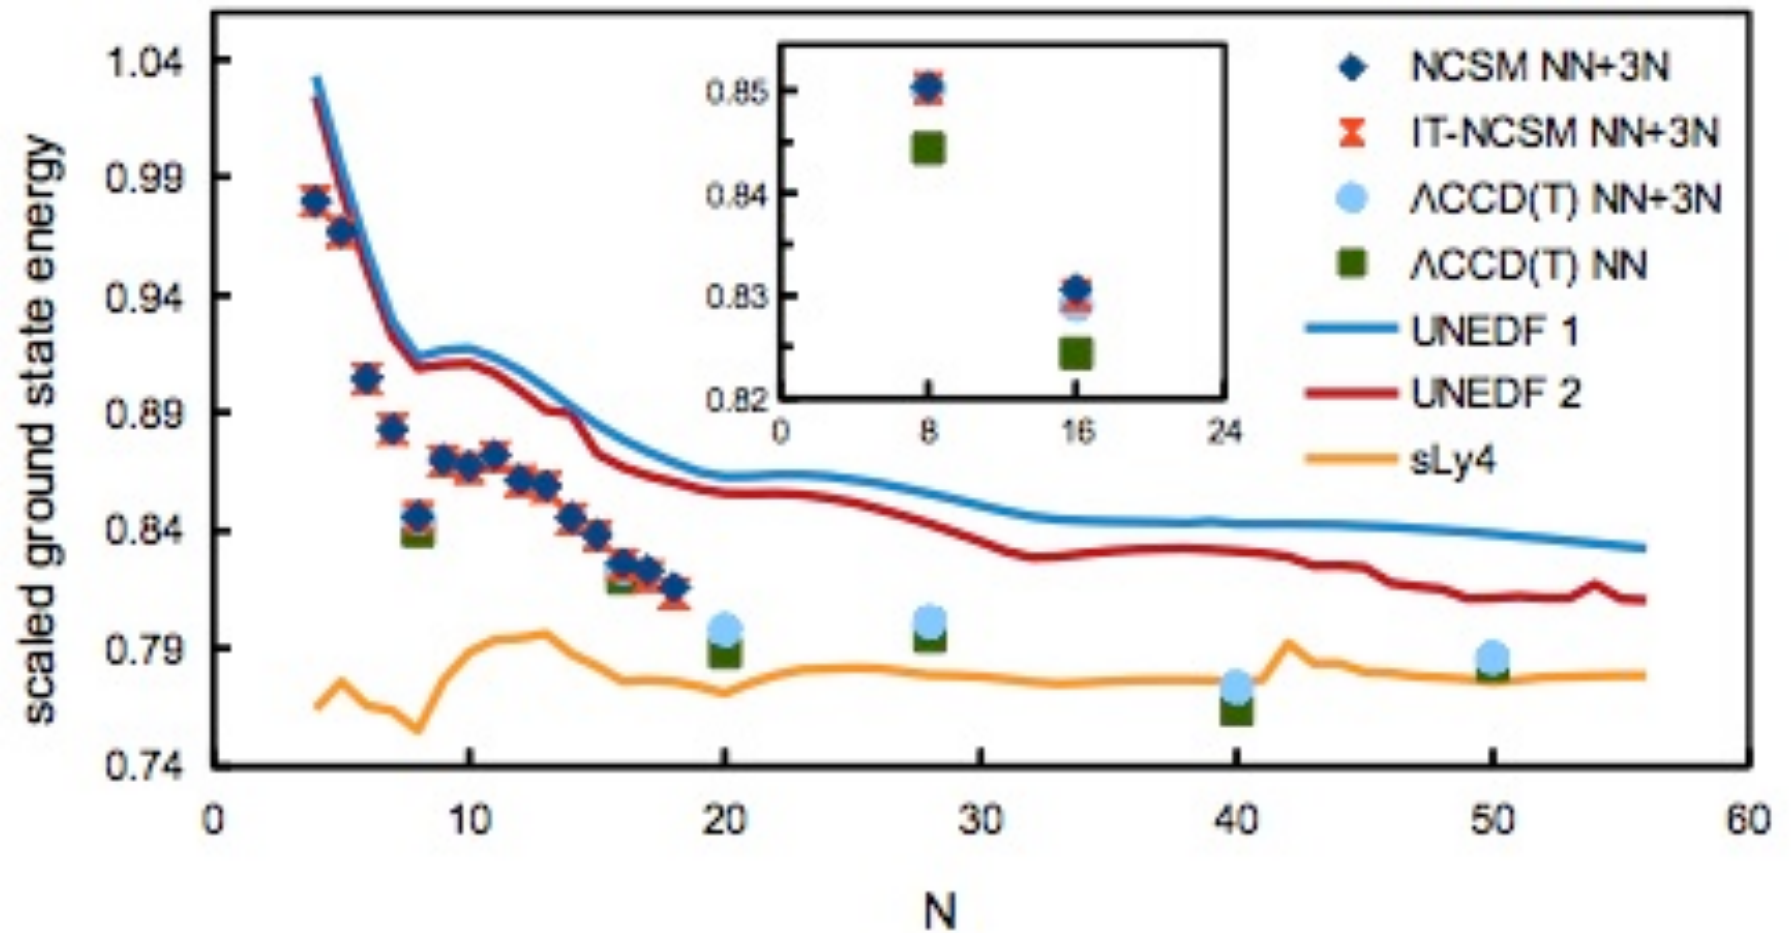 scaled ground state energy
1.04
0.99
0.94
0.89
0.84
0.79
0.74
0 10 20 30 40 50 60
N
0.85
0.84
0.83
0.82
0 8 16 24
NCSM NN+3N
IT-NCSM NN+3N
ΛCCD(T) NN+3N
ΛCCD(T) NN
UNEDF 1
UNEDF 2
sLy4